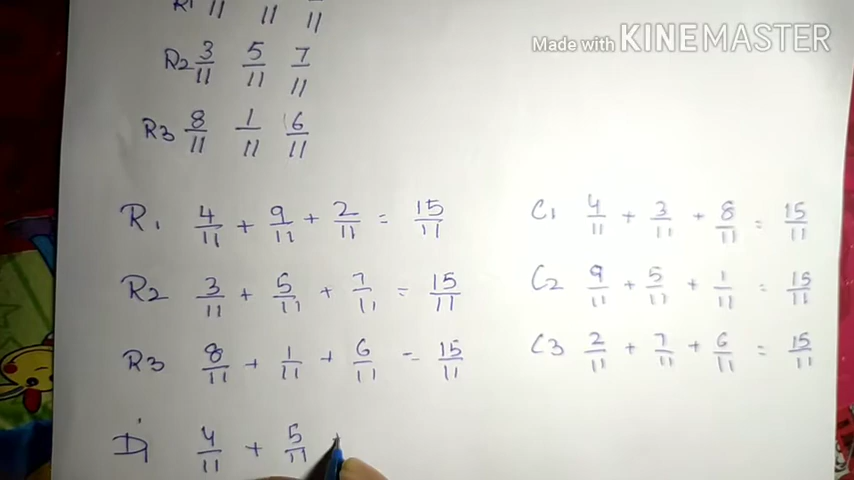 R1 11 11 11
Made with KINEMASTER
R2 3/11 5/11 7/11
R3 8/11 1/11 6/11
R1 4/11 + 9/11 + 2/11 = 15/11
C1 4/11 + 3/11 + 8/11 = 15/11
R2 3/11 + 5/11 + 7/11 = 15/11
C2 9/11 + 5/11 + 1/11 = 15/11
R3 8/11 + 1/11 + 6/11 = 15/11
C3 2/11 + 7/11 + 6/11 = 15/11
D1 4/11 + 5/11